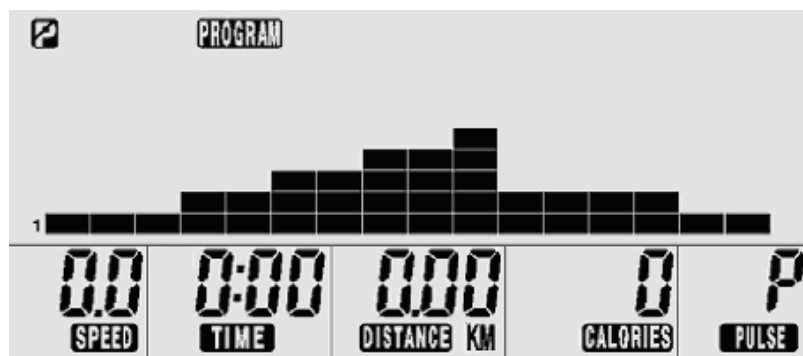 PROGRAM
1
0.0 0:00 0.00 0 P
SPEED TIME DISTANCE KM CALORIES PULSE